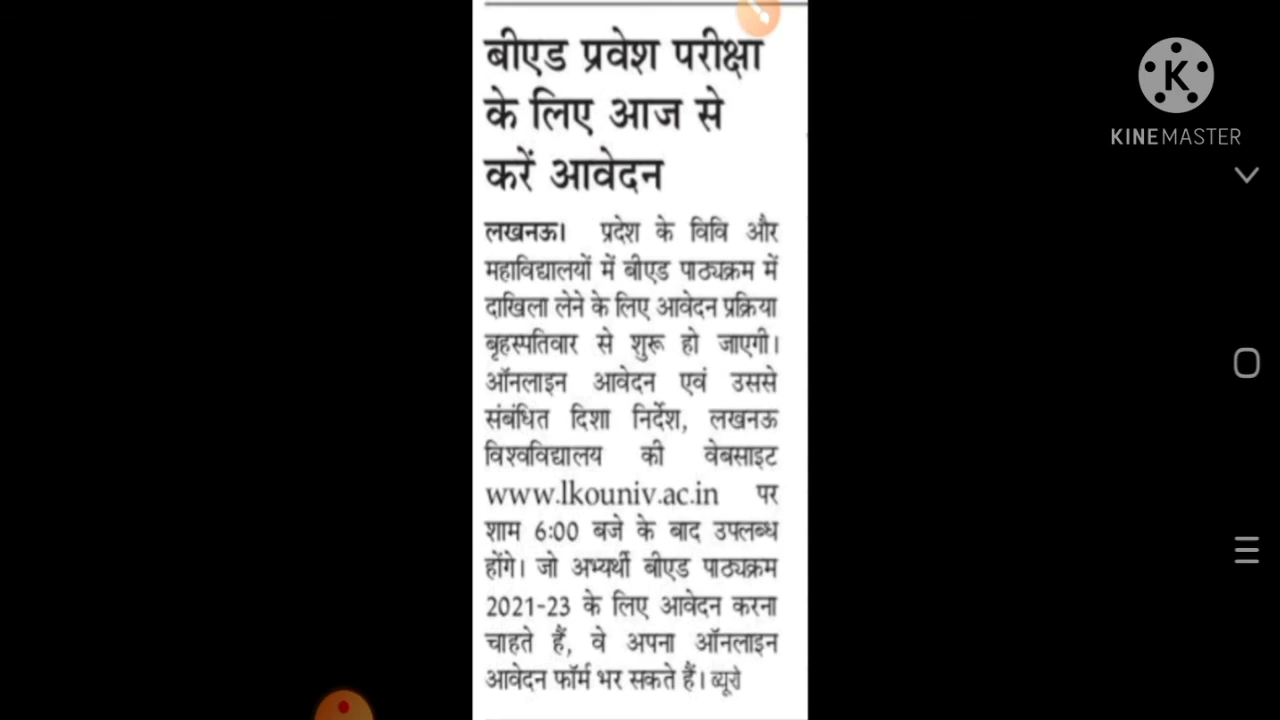 बीएड प्रवेश परीक्षा
के लिए आज से
करें आवेदन
लखनऊ। प्रदेश के विवि और
महाविद्यालयों में बीएड पाठ्यक्रम में
दाखिला लेने के लिए आवेदन प्रक्रिया
बृहस्पतिवार से शुरू हो जाएगी।
ऑनलाइन आवेदन एवं उससे
संबंधित दिशा निर्देश, लखनऊ
विश्वविद्यालय की वेबसाइट
www.lkouniv.ac.in पर
शाम 6:00 बजे के बाद उपलब्ध
होंगे। जो अभ्यर्थी बीएड पाठ्यक्रम
2021-23 के लिए आवेदन करना
चाहते हैं, वे अपना ऑनलाइन
आवेदन फॉर्म भर सकते हैं। ब्यूरो
K
KINEMASTER